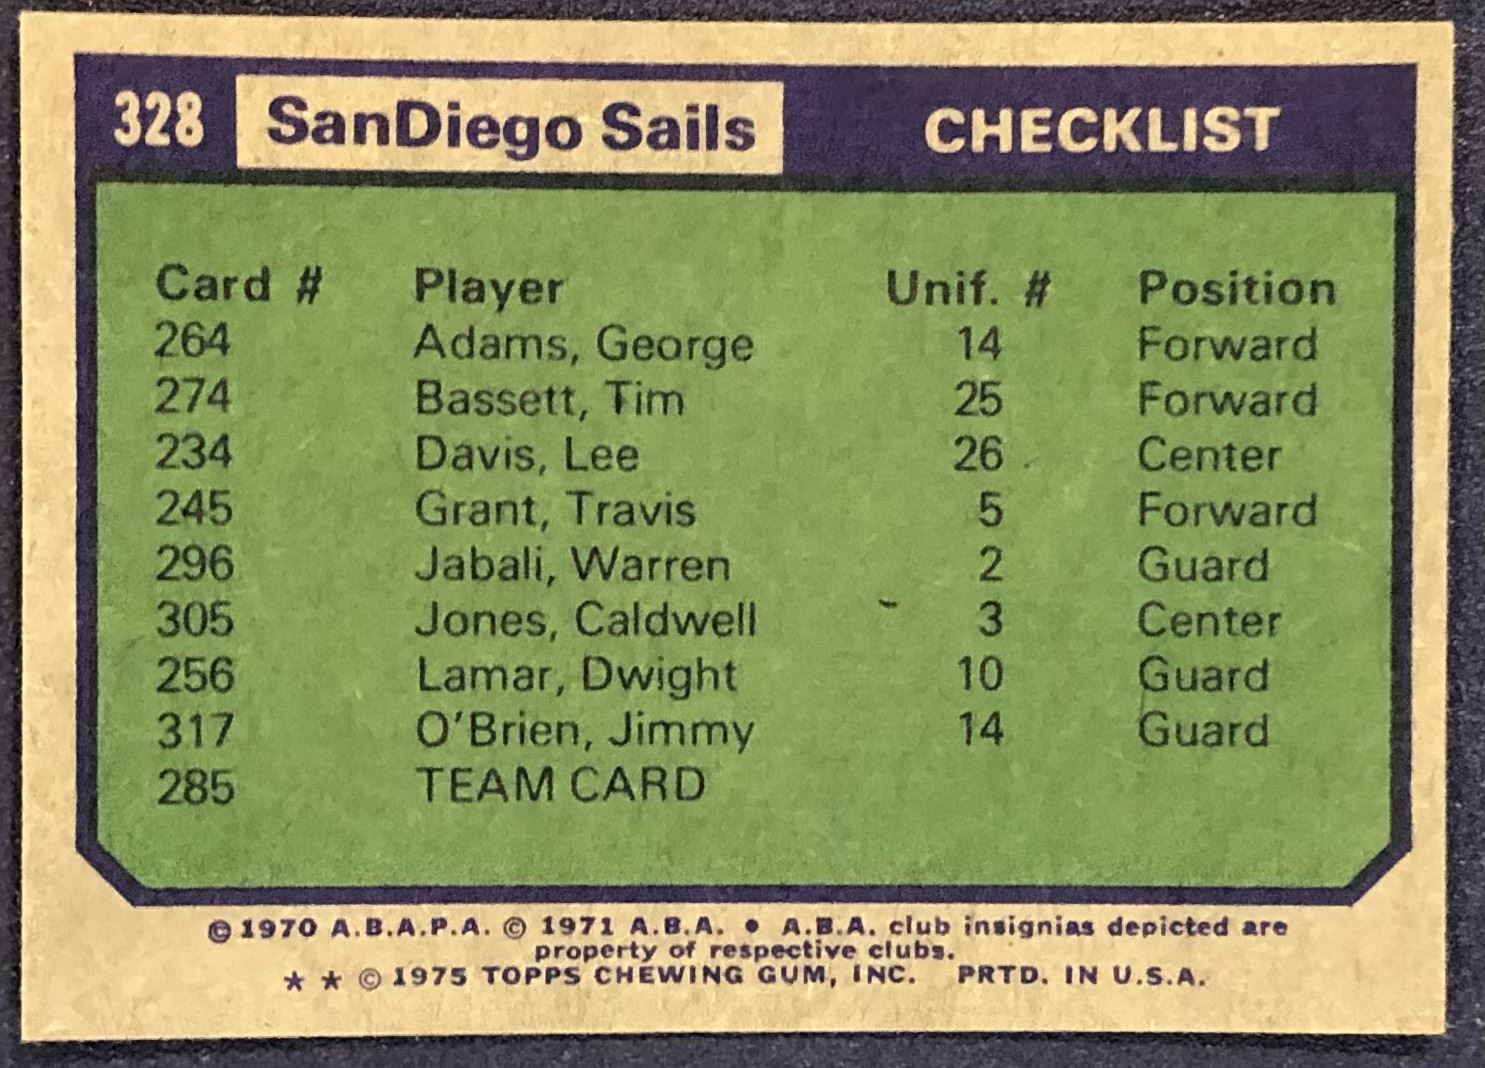 328 SanDiego Sails CHECKLIST
Card # Player Unif. # Position
264 Adams, George 14 Forward
274 Bassett, Tim 25 Forward
234 Davis, Lee 26 Center
245 Grant, Travis 5 Forward
296 Jabali, Warren 2 Guard
305 Jones, Caldwell 3 Center
256 Lamar, Dwight 10 Guard
317 O'Brien, Jimmy 14 Guard
285 TEAM CARD
© 1970 A.B.A.P.A. © 1971 A.B.A. • A.B.A. club insignias depicted are
property of respective clubs.
★ ★ © 1975 TOPPS CHEWING GUM, INC. PRTD. IN U.S.A.